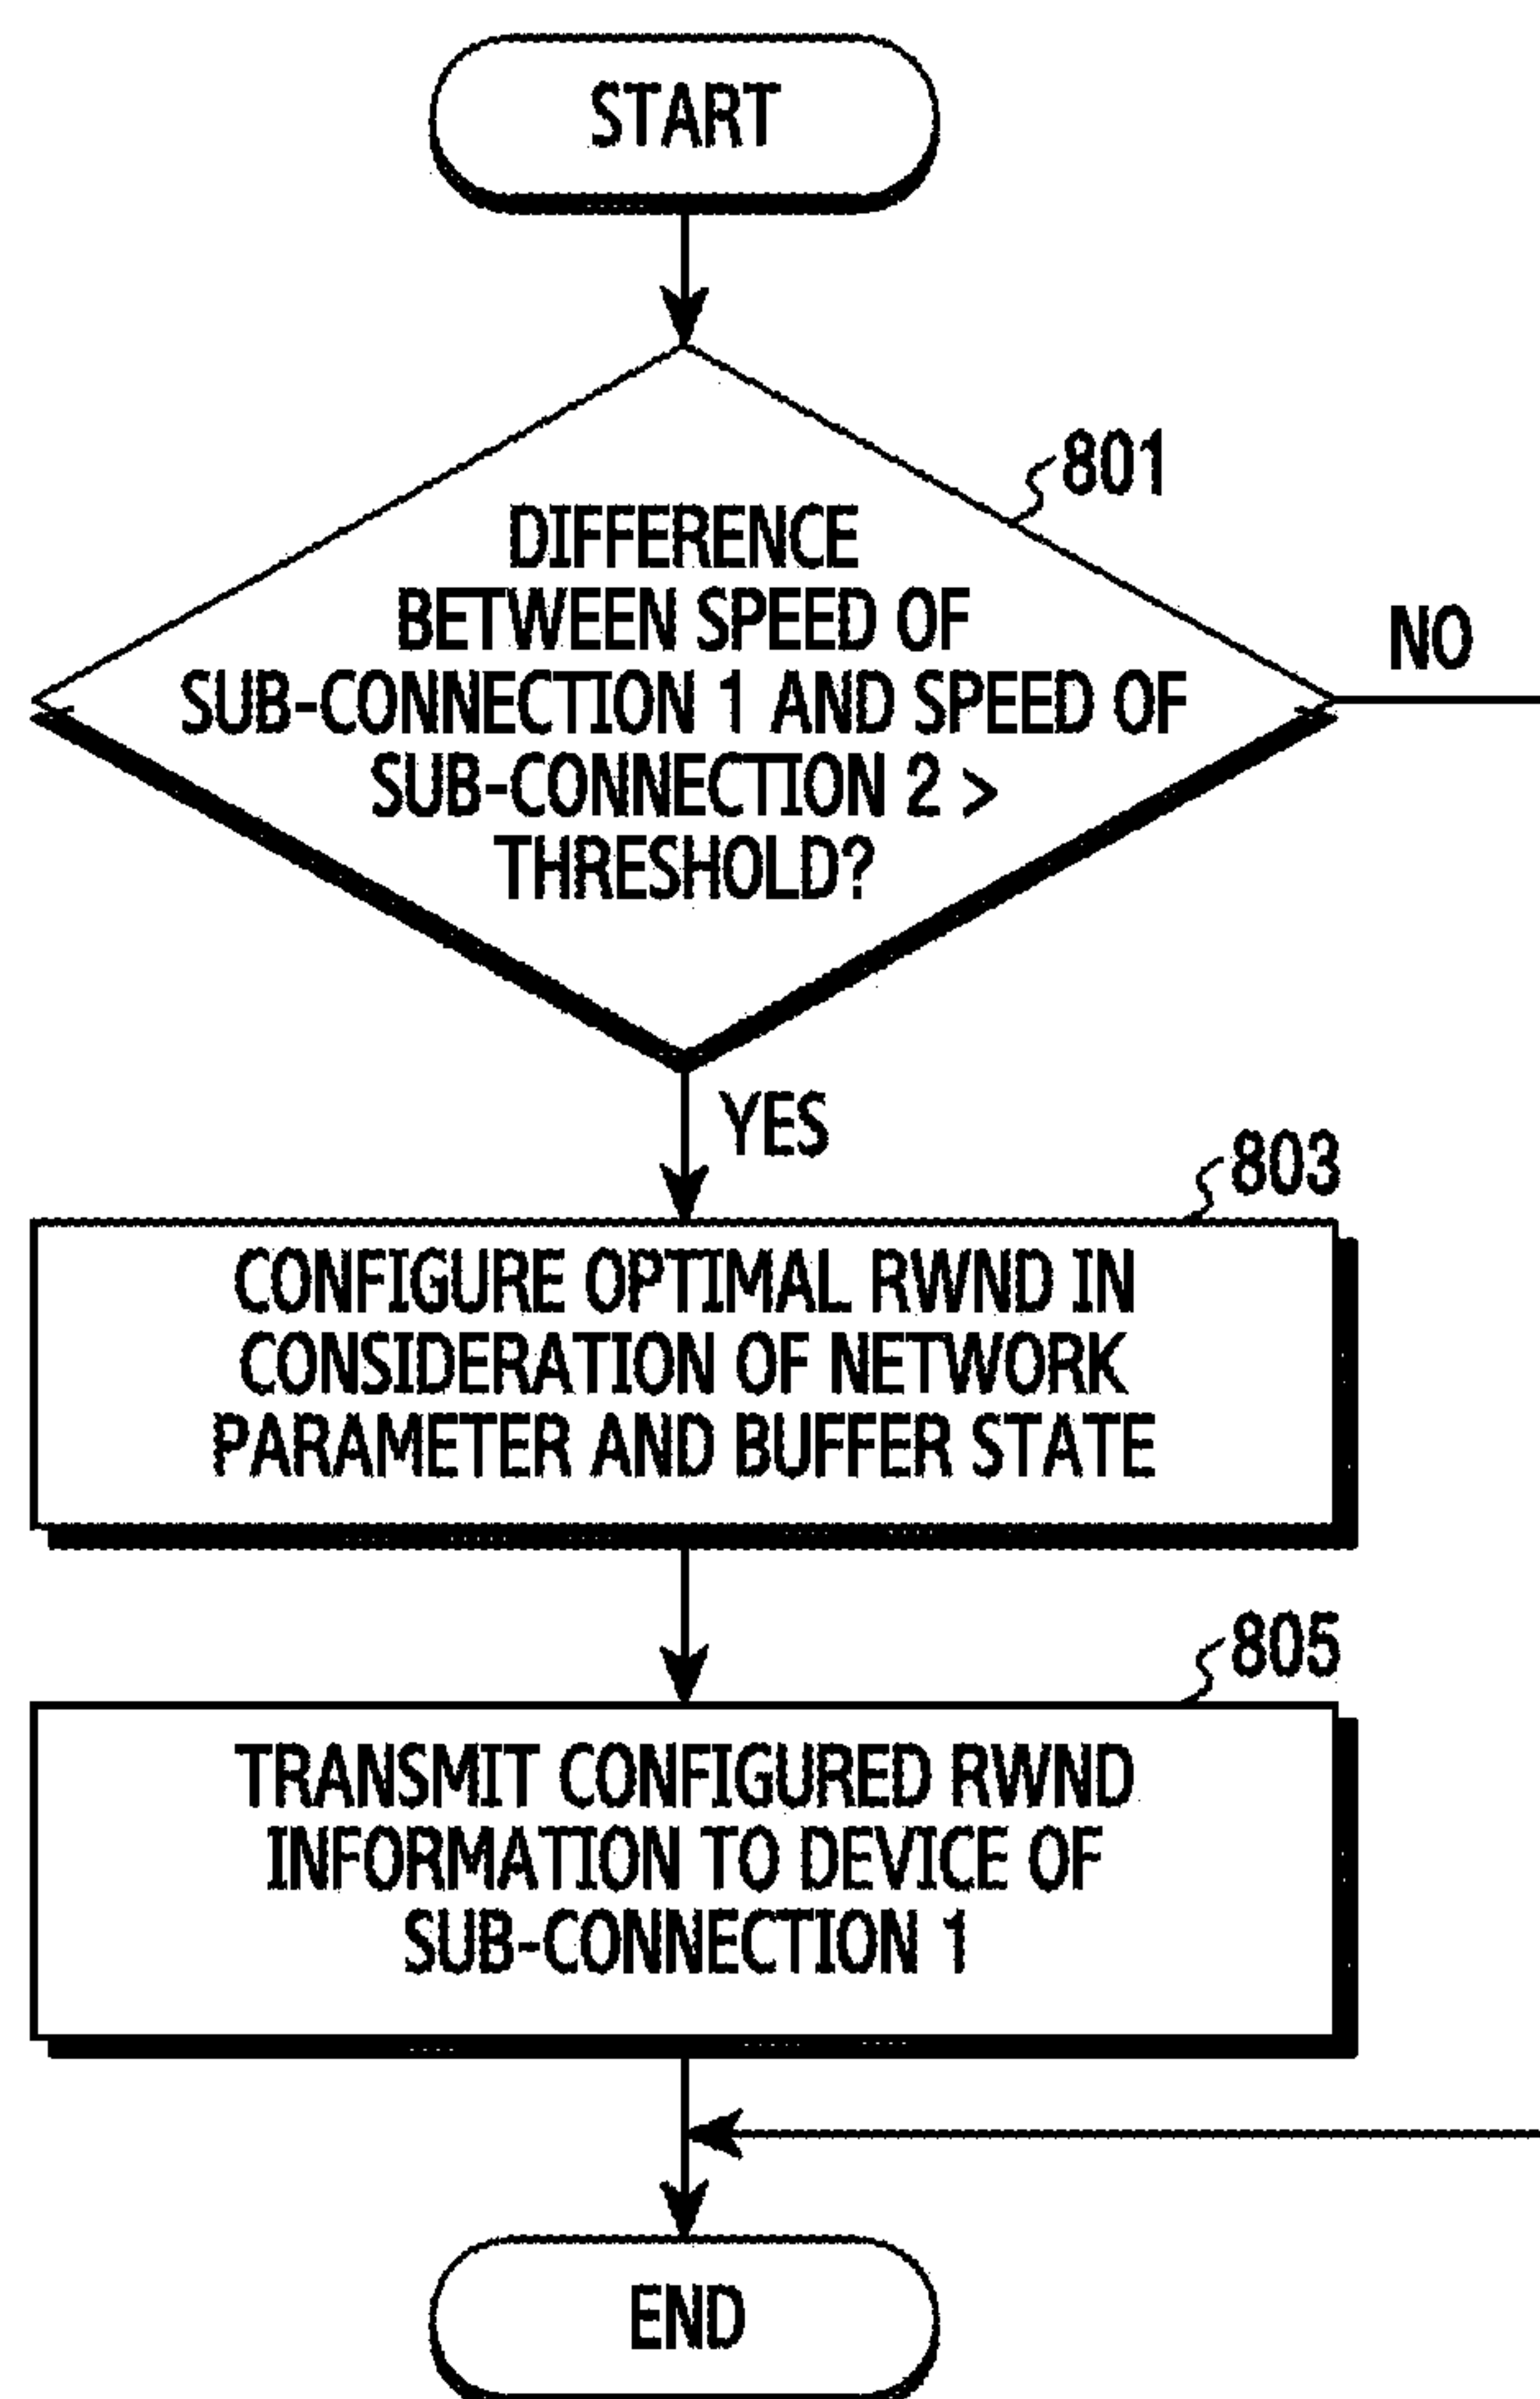 START
801
DIFFERENCE
BETWEEN SPEED OF
SUB-CONNECTION 1 AND SPEED OF
SUB-CONNECTION 2 >
THRESHOLD?
NO
YES
803
CONFIGURE OPTIMAL RWND IN
CONSIDERATION OF NETWORK
PARAMETER AND BUFFER STATE
805
TRANSMIT CONFIGURED RWND
INFORMATION TO DEVICE OF
SUB-CONNECTION 1
END